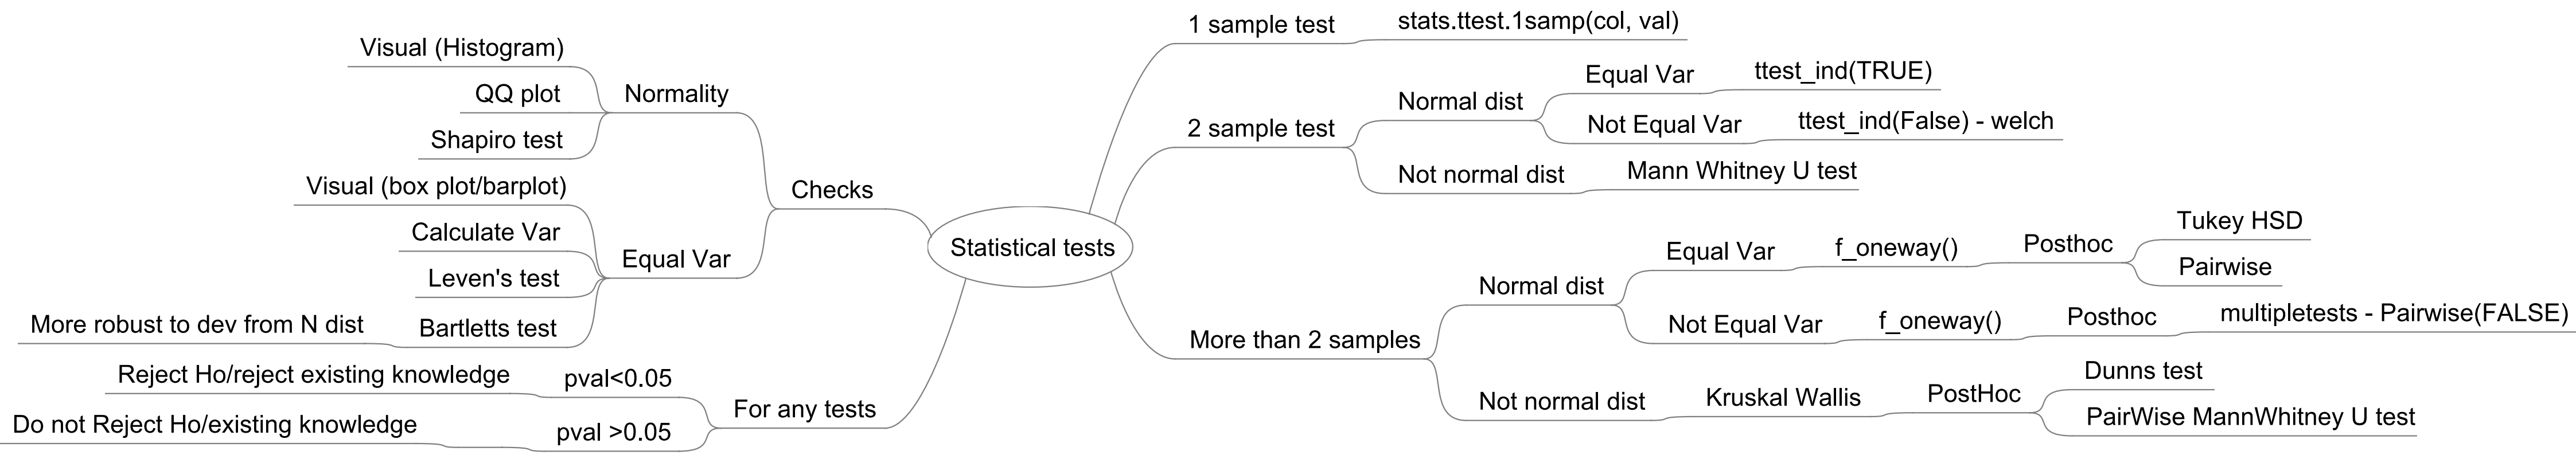 Statistical tests
1 sample test
stats.ttest.1samp(col, val)
2 sample test
Normal dist
Equal Var
ttest_ind(TRUE)
Not Equal Var
ttest_ind(False) - welch
Not normal dist
Mann Whitney U test
More than 2 samples
Normal dist
Equal Var
f_oneway()
Posthoc
Tukey HSD
Pairwise
Not Equal Var
f_oneway()
Posthoc
multipletests - Pairwise(FALSE)
Not normal dist
Kruskal Wallis
PostHoc
Dunns test
PairWise MannWhitney U test
Checks
Normality
Visual (Histogram)
QQ plot
Shapiro test
Equal Var
Visual (box plot/barplot)
Calculate Var
Leven's test
Bartletts test
More robust to dev from N dist
For any tests
pval<0.05
Reject Ho/reject existing knowledge
pval >0.05
Do not Reject Ho/existing knowledge